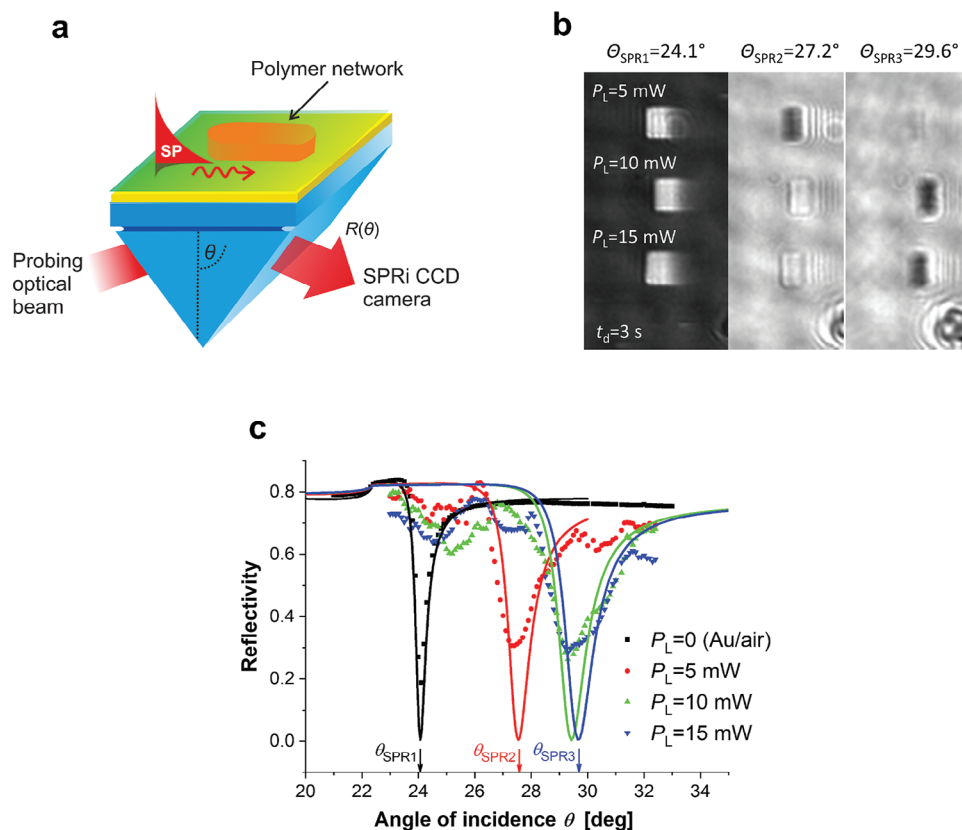 a
Polymer network
SP
θ
R(θ)
Probing
optical
beam
SPRi CCD
camera
b
ΘSPR1=24.1° ΘSPR2=27.2° ΘSPR3=29.6°
PL=5 mW
PL=10 mW
PL=15 mW
td=3 s
c
Reflectivity
0.8
0.6
0.4
0.2
0.0
PL=0 (Au/air)
PL=5 mW
PL=10 mW
PL=15 mW
θSPR1 θSPR2 θSPR3
20 22 24 26 28 30 32 34
Angle of incidence θ [deg]